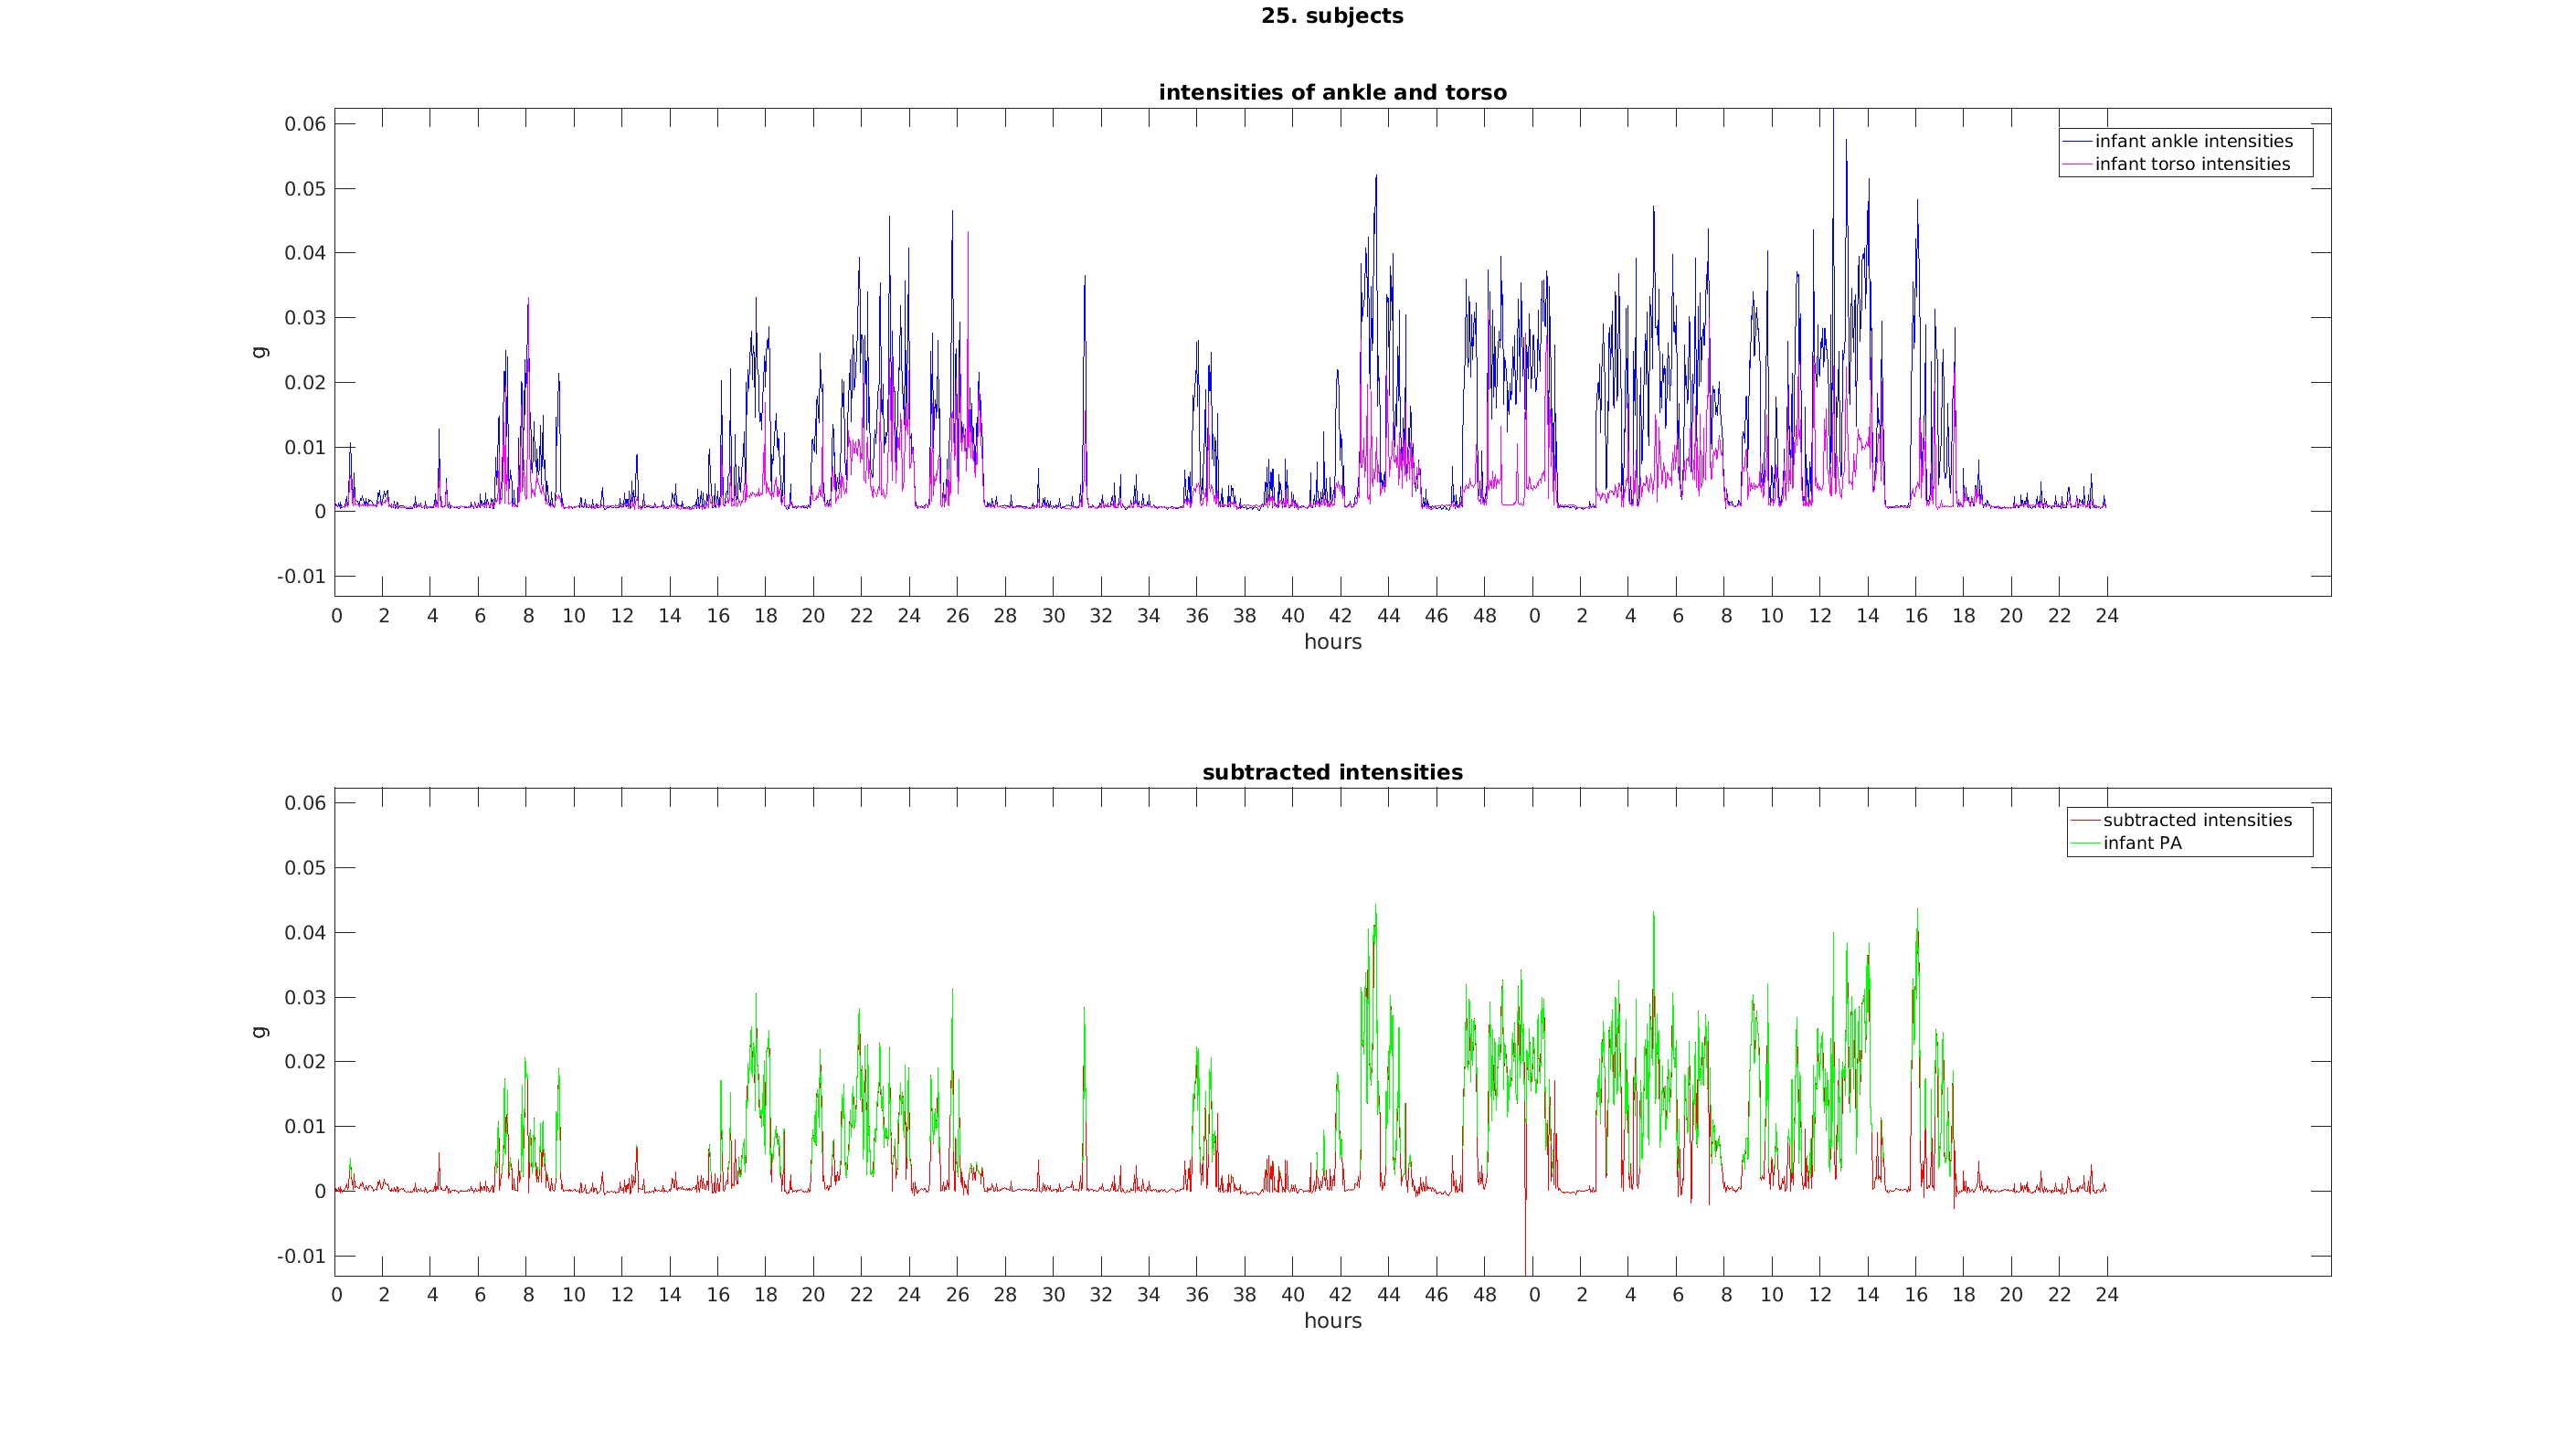 25. subjects
intensities of ankle and torso
0.06
0.05
0.04
0.03
0.02
0.01
0
-0.01
g
infant ankle intensities
infant torso intensities
0 2 4 6 8 10 12 14 16 18 20 22 24 26 28 30 32 34 36 38 40 42 44 46 48 0 2 4 6 8 10 12 14 16 18 20 22 24
hours
subtracted intensities
0.06
0.05
0.04
0.03
0.02
0.01
0
-0.01
g
subtracted intensities
infant PA
0 2 4 6 8 10 12 14 16 18 20 22 24 26 28 30 32 34 36 38 40 42 44 46 48 0 2 4 6 8 10 12 14 16 18 20 22 24
hours